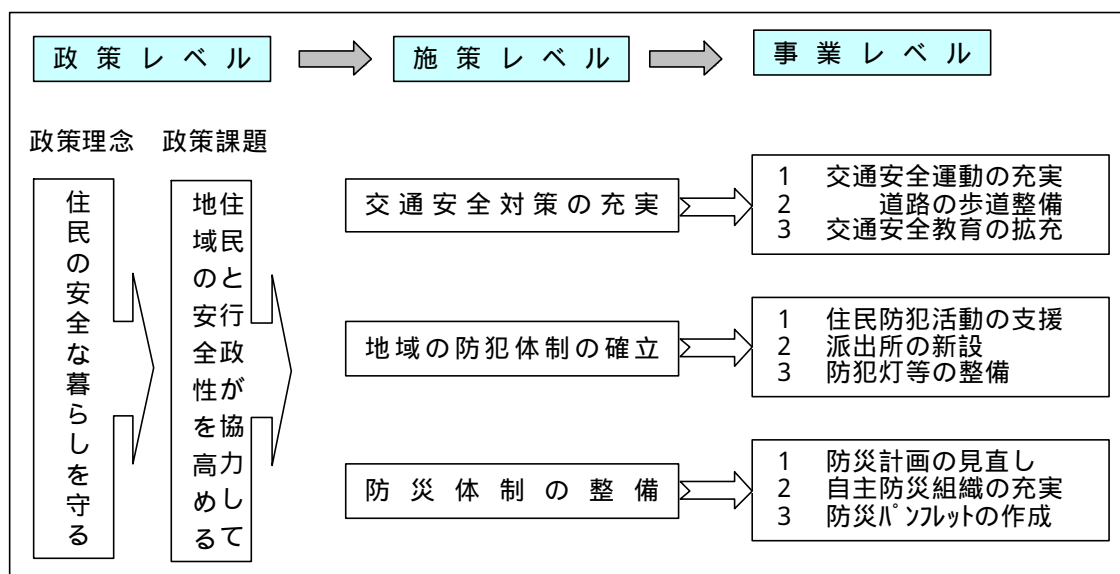 政策レベル
施策レベル
事業レベル
政策理念
政策課題
住民の安全な暮らしを守る
住民と行政が協力して
地域の安全性を高める
交通安全対策の充実
1 交通安全運動の充実
2 道路の歩道整備
3 交通安全教育の拡充
地域の防犯体制の確立
1 住民防犯活動の支援
2 派出所の新設
3 防犯灯等の整備
防災体制の整備
1 防災計画の見直し
2 自主防災組織の充実
3 防災ﾊﾟﾝﾌﾚｯﾄの作成